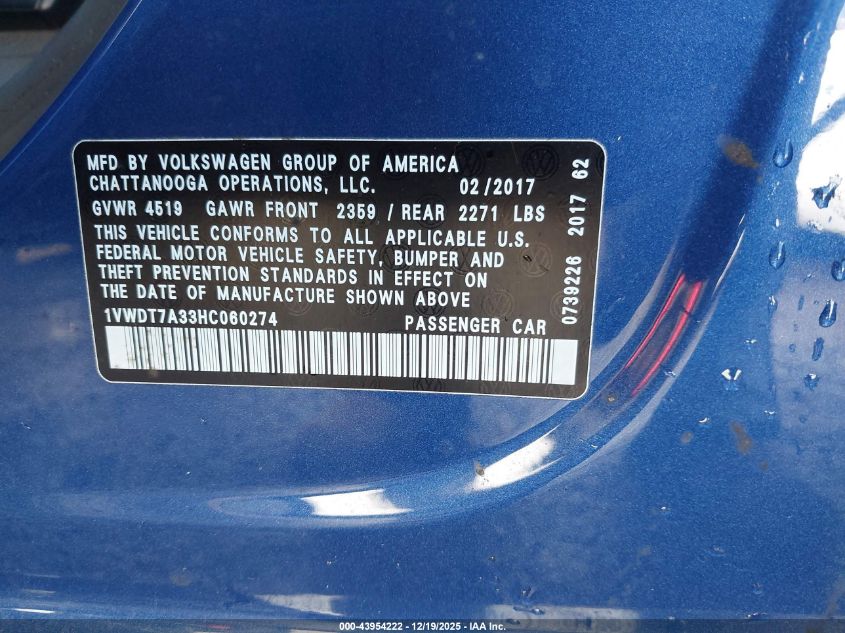 MFD BY VOLKSWAGEN GROUP OF AMERICA
CHATTANOOGA OPERATIONS, LLC. 02/2017
GVWR 4519 GAWR FRONT 2359 / REAR 2271 LBS
THIS VEHICLE CONFORMS TO ALL APPLICABLE U.S.
FEDERAL MOTOR VEHICLE SAFETY, BUMPER AND
THEFT PREVENTION STANDARDS IN EFFECT ON
THE DATE OF MANUFACTURE SHOWN ABOVE
1VWDT7A33HC060274 PASSENGER CAR
0739226 2017 62
000-43954222 - 12/19/2025 - IAA Inc.